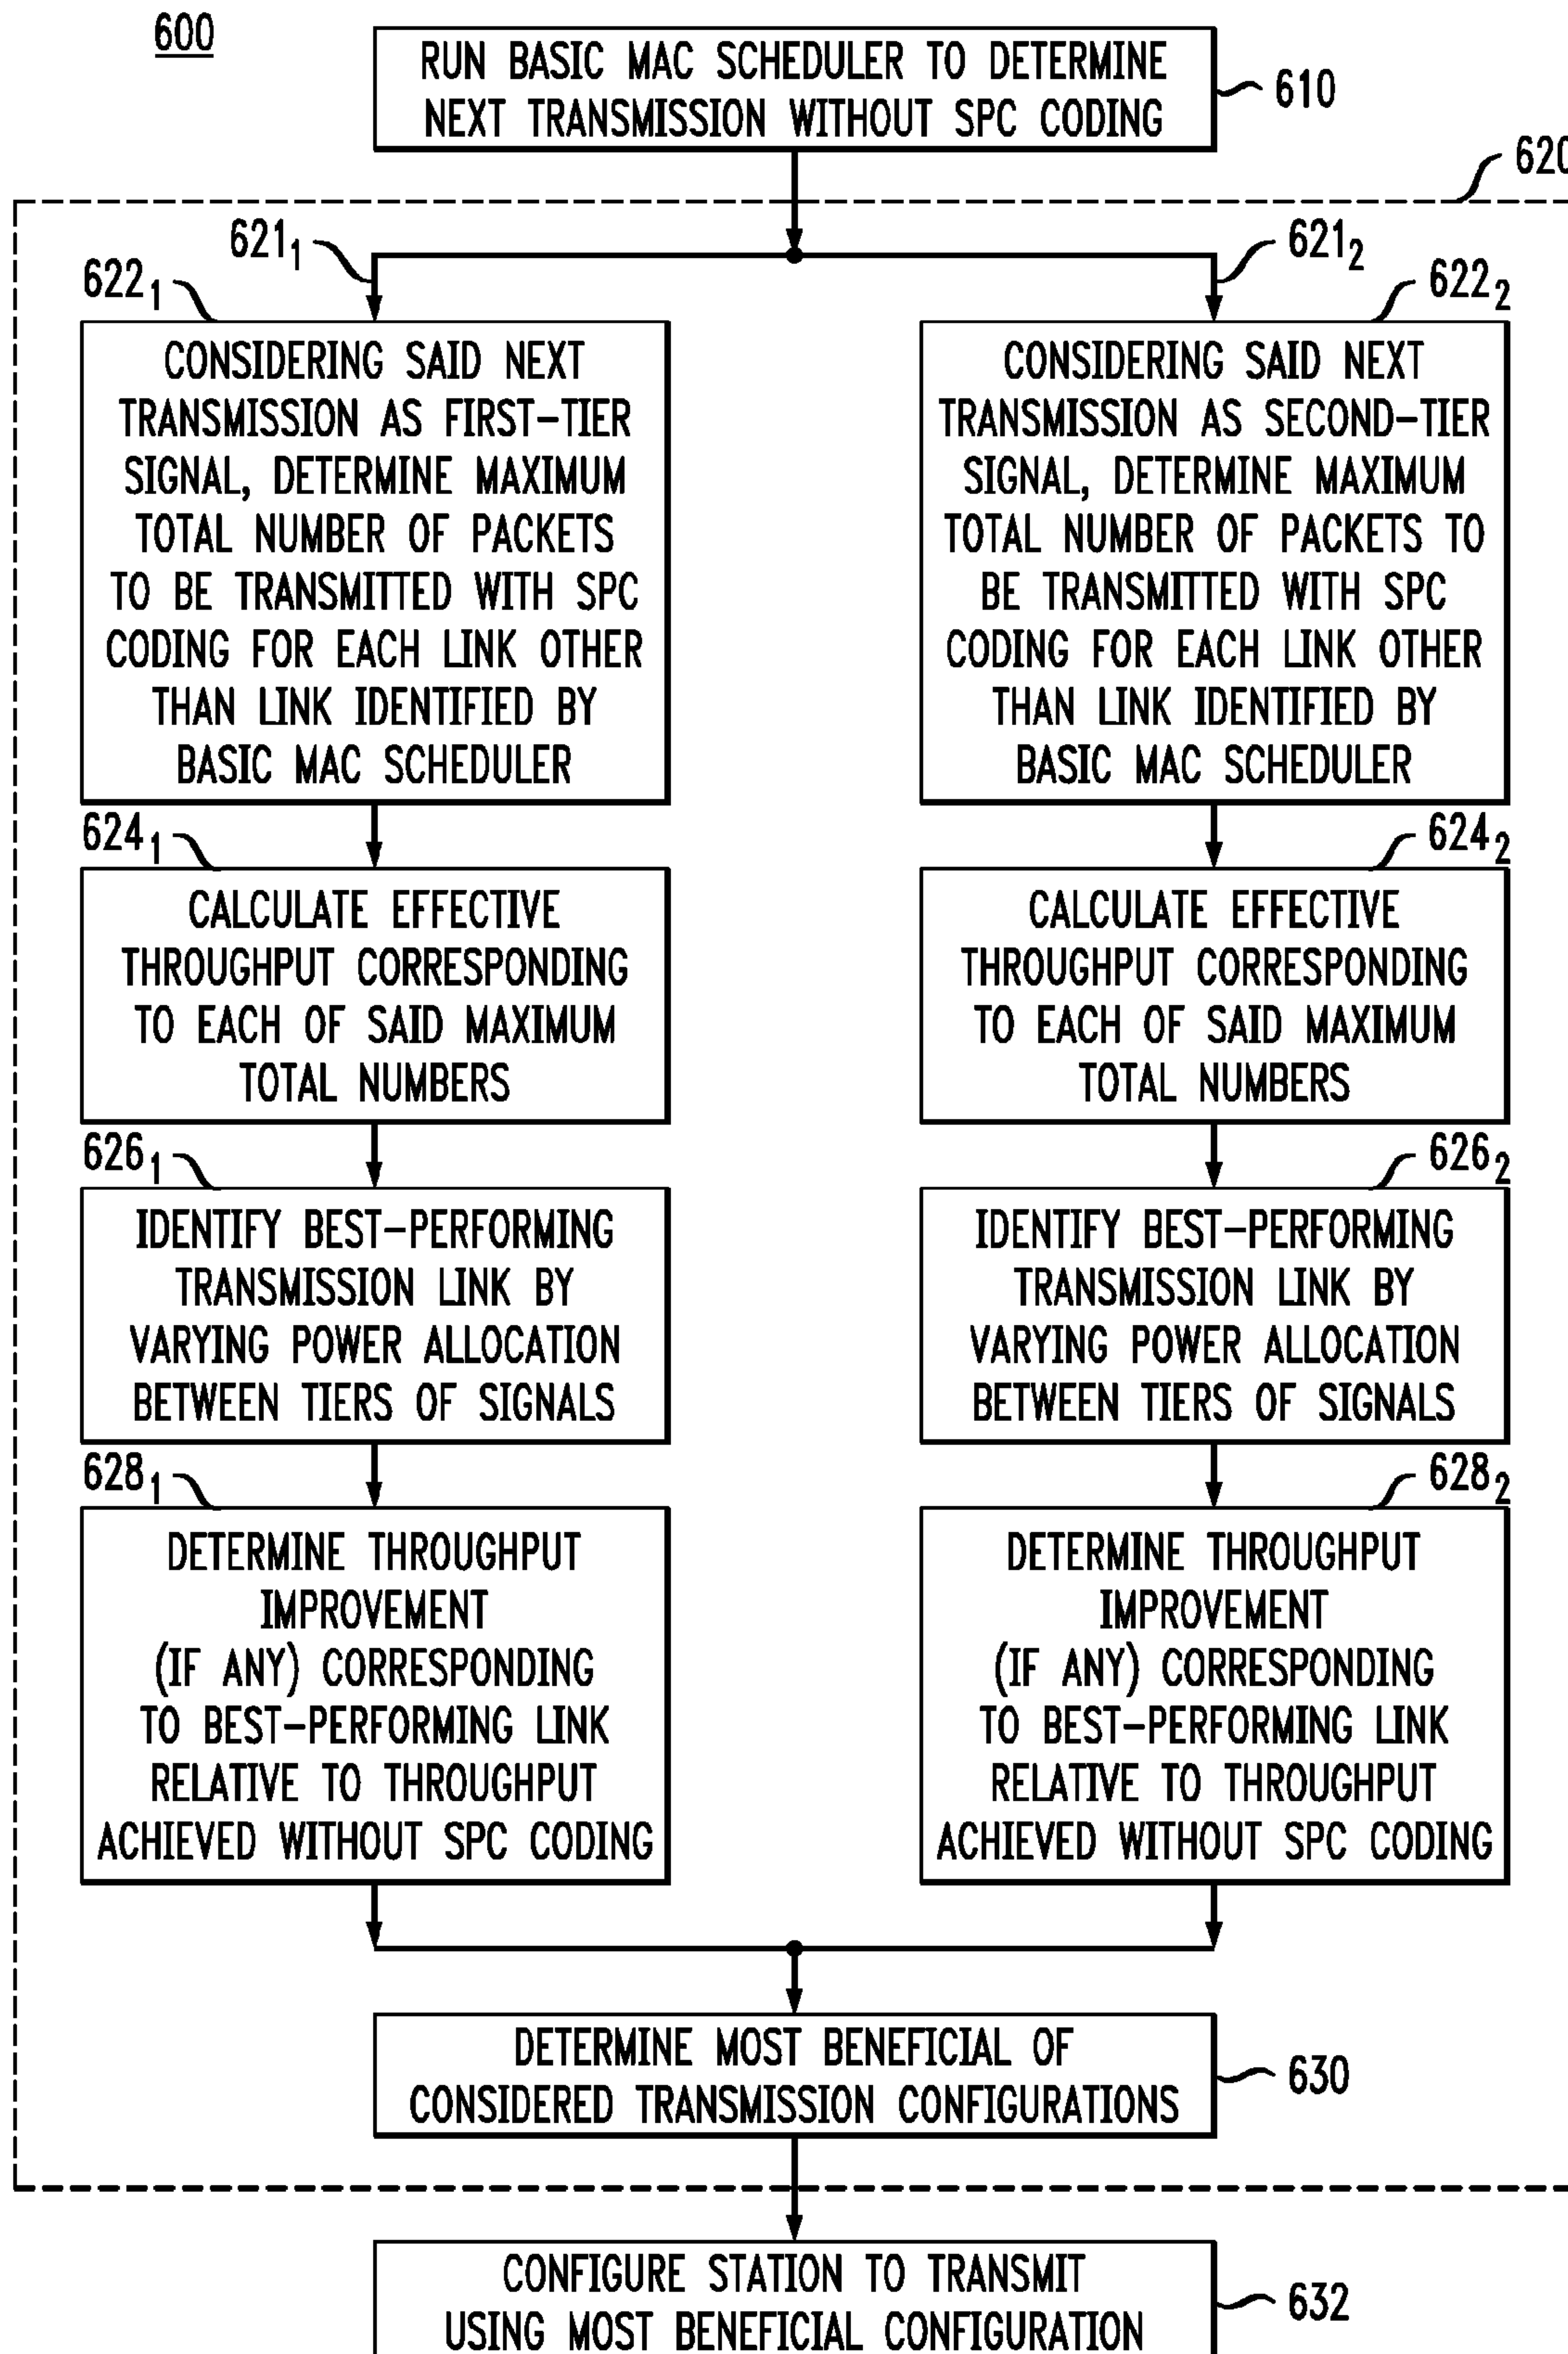 600
RUN BASIC MAC SCHEDULER TO DETERMINE
NEXT TRANSMISSION WITHOUT SPC CODING
610
620
621₁
621₂
622₁
CONSIDERING SAID NEXT
TRANSMISSION AS FIRST-TIER
SIGNAL, DETERMINE MAXIMUM
TOTAL NUMBER OF PACKETS
TO BE TRANSMITTED WITH SPC
CODING FOR EACH LINK OTHER
THAN LINK IDENTIFIED BY
BASIC MAC SCHEDULER
622₂
CONSIDERING SAID NEXT
TRANSMISSION AS SECOND-TIER
SIGNAL, DETERMINE MAXIMUM
TOTAL NUMBER OF PACKETS TO
BE TRANSMITTED WITH SPC
CODING FOR EACH LINK OTHER
THAN LINK IDENTIFIED BY
BASIC MAC SCHEDULER
624₁
CALCULATE EFFECTIVE
THROUGHPUT CORRESPONDING
TO EACH OF SAID MAXIMUM
TOTAL NUMBERS
624₂
CALCULATE EFFECTIVE
THROUGHPUT CORRESPONDING
TO EACH OF SAID MAXIMUM
TOTAL NUMBERS
626₁
IDENTIFY BEST-PERFORMING
TRANSMISSION LINK BY
VARYING POWER ALLOCATION
BETWEEN TIERS OF SIGNALS
626₂
IDENTIFY BEST-PERFORMING
TRANSMISSION LINK BY
VARYING POWER ALLOCATION
BETWEEN TIERS OF SIGNALS
628₁
DETERMINE THROUGHPUT
IMPROVEMENT
(IF ANY) CORRESPONDING
TO BEST-PERFORMING LINK
RELATIVE TO THROUGHPUT
ACHIEVED WITHOUT SPC CODING
628₂
DETERMINE THROUGHPUT
IMPROVEMENT
(IF ANY) CORRESPONDING
TO BEST-PERFORMING LINK
RELATIVE TO THROUGHPUT
ACHIEVED WITHOUT SPC CODING
DETERMINE MOST BENEFICIAL OF
CONSIDERED TRANSMISSION CONFIGURATIONS
630
CONFIGURE STATION TO TRANSMIT
USING MOST BENEFICIAL CONFIGURATION
632